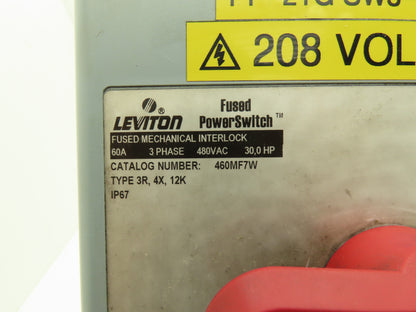 208 VOL
LEVITON® Fused
PowerSwitch™
FUSED MECHANICAL INTERLOCK
60A 3 PHASE 480VAC 30,0 HP
CATALOG NUMBER: 460MF7W
TYPE 3R, 4X, 12K
IP67